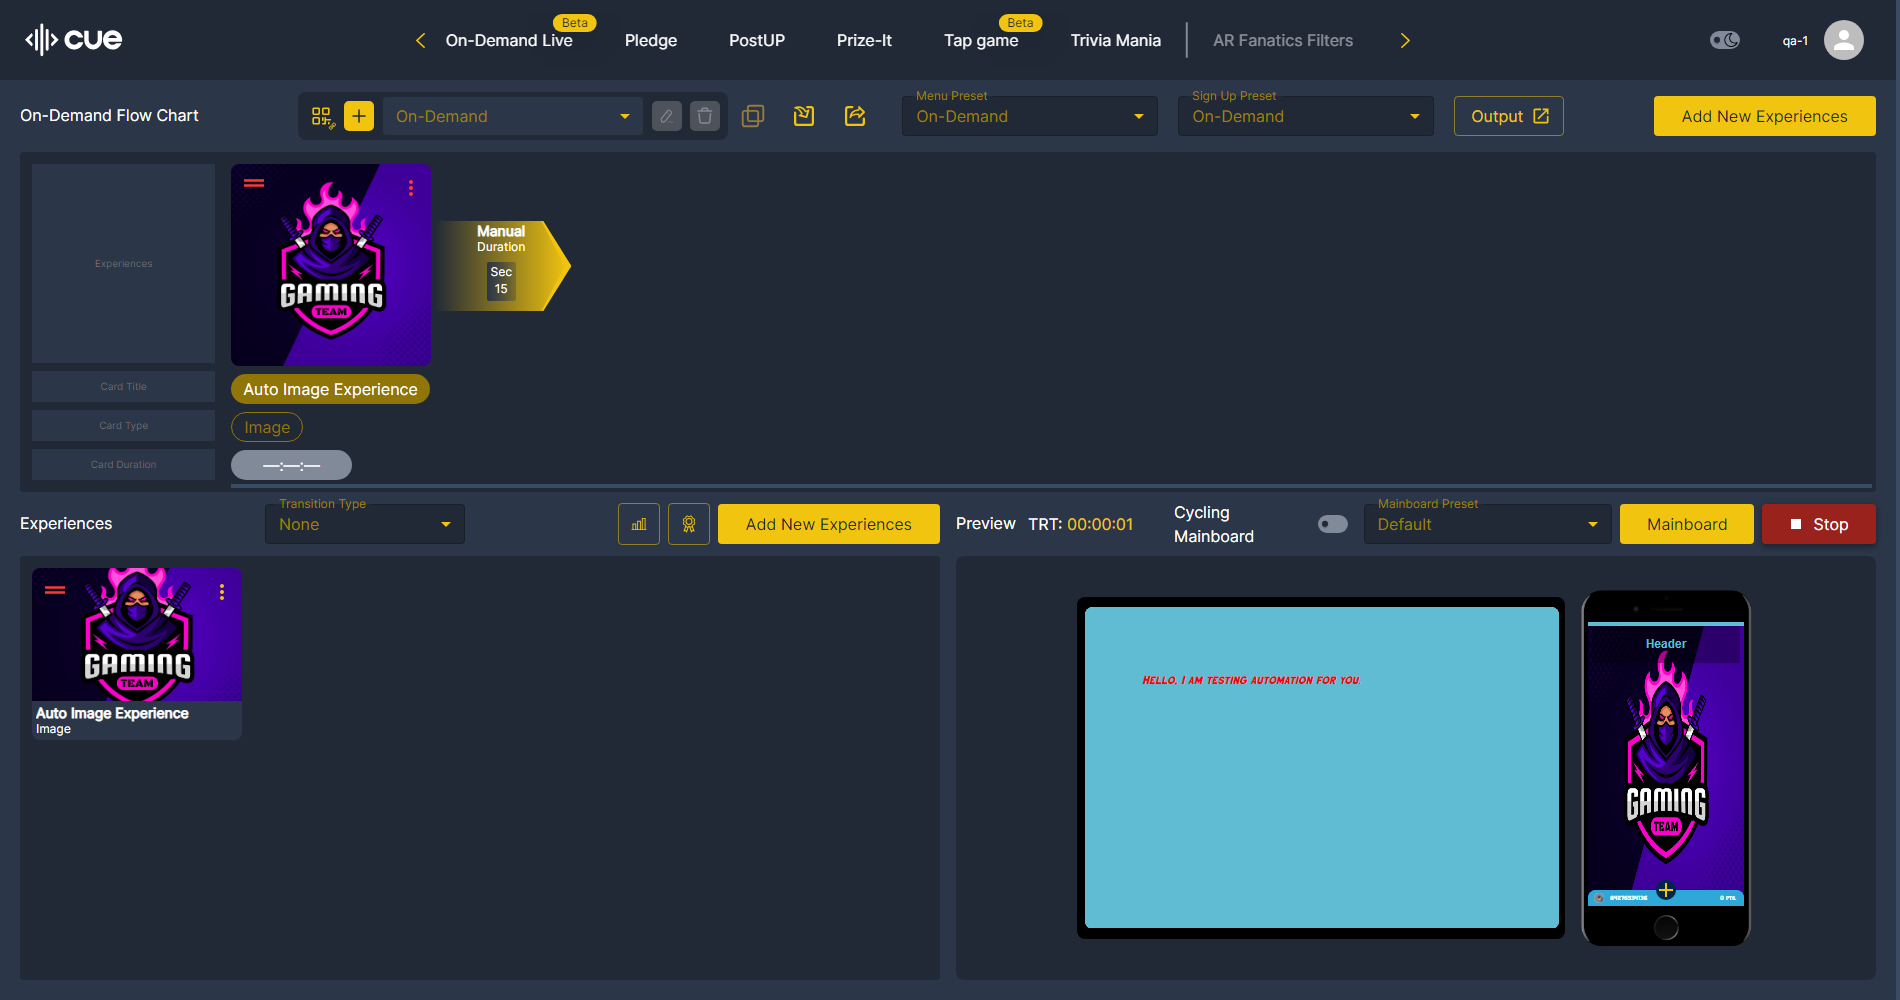 cue
On-Demand Live
Beta
Pledge
PostUP
Prize-It
Tap game
Beta
Trivia Mania
AR Fanatics Filters
qa-1
On-Demand Flow Chart
On-Demand
Menu Preset
On-Demand
Sign Up Preset
On-Demand
Output
Add New Experiences
Experiences
GAMING
TEAM
Manual
Duration
Sec
15
Card Title
Auto Image Experience
Card Type
Image
Card Duration
—:—:—
Experiences
Transition Type
None
Add New Experiences
Preview
TRT: 00:00:01
Cycling
Mainboard
Mainboard Preset
Default
Mainboard
Stop
GAMING
TEAM
Auto Image Experience
Image
Hello, I am testing automation for you.
Header
GAMING
TEAM
0 PTS.